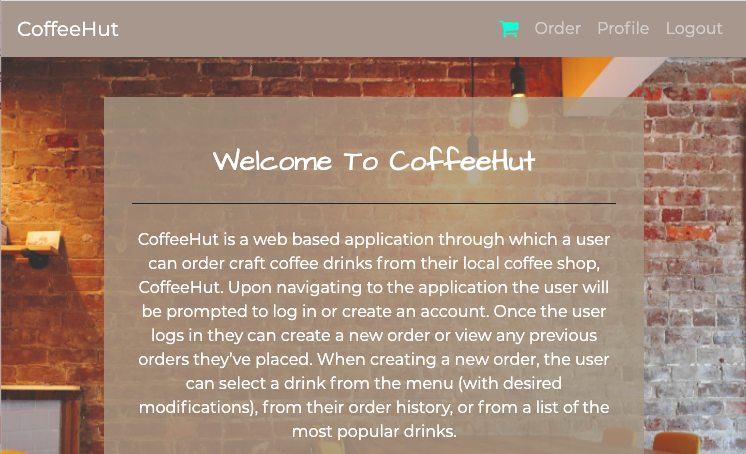 CoffeeHut
Order Profile Logout
Welcome To CoffeeHut
CoffeeHut is a web based application through which a user
can order craft coffee drinks from their local coffee shop,
CoffeeHut. Upon navigating to the application the user will
be prompted to log in or create an account. Once the user
logs in they can create a new order or view any previous
orders they’ve placed. When creating a new order, the user
can select a drink from the menu (with desired
modifications), from their order history, or from a list of the
most popular drinks.